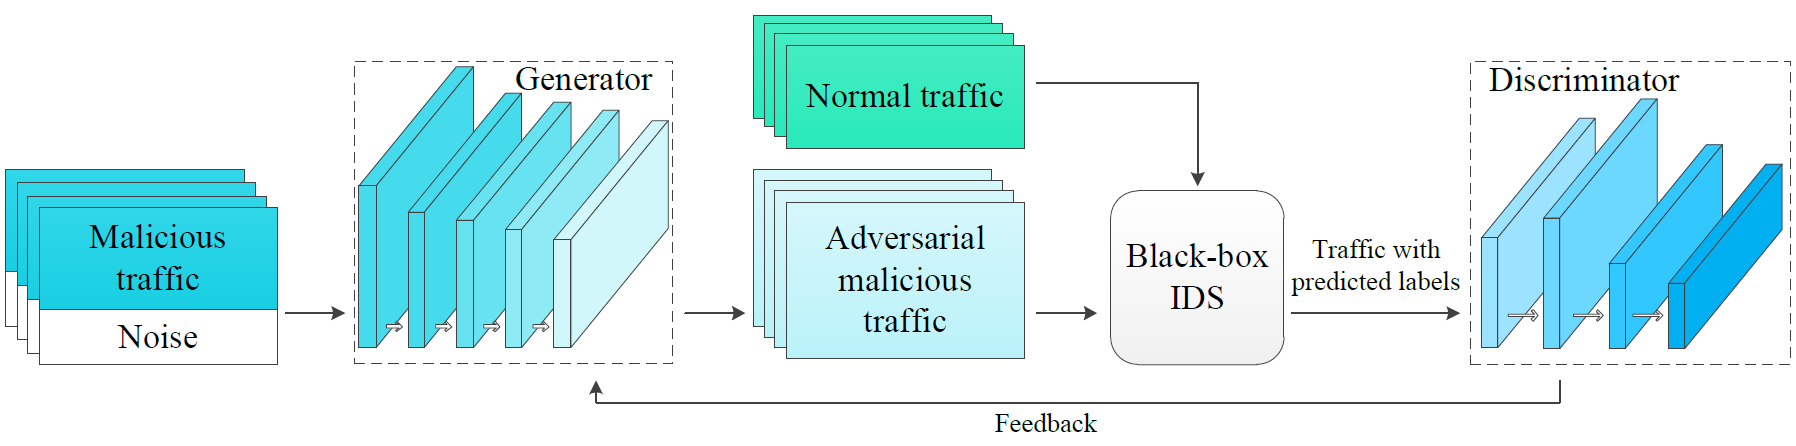 Malicious
traffic
Noise
Generator
Normal traffic
Adversarial
malicious
traffic
Black-box
IDS
Traffic with
predicted labels
Discriminator
Feedback